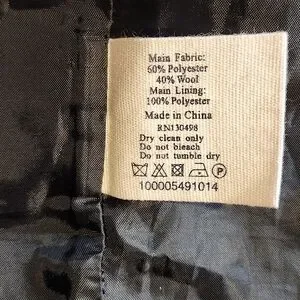 Main Fabric:
60% Polyester
40% Wool
Main Lining:
100% Polyester
Made in China
RN130498
Dry clean only
Do not bleach
Do not tumble dry
P
100005491014